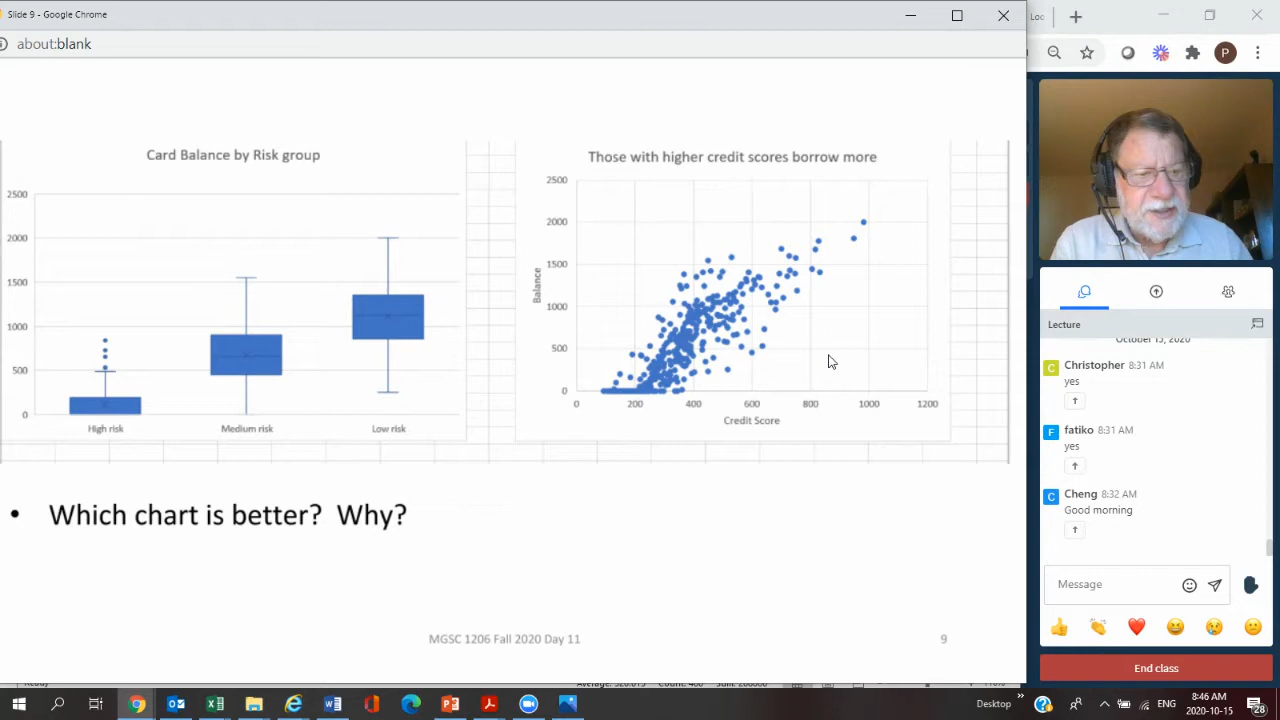 Slide 9 - Google Chrome
about:blank
Card Balance by Risk group
2500
2000
1500
1000
500
0
High risk
Medium risk
Low risk
Those with higher credit scores borrow more
2500
2000
1500
1000
500
0
Balance
0
200
400
600
800
1000
1200
Credit Score
• Which chart is better? Why?
MGSC 1206 Fall 2020 Day 11
9
P
Lecture
October 15, 2020
C
Christopher 8:31 AM
yes
F
fatiko 8:31 AM
yes
C
Cheng 8:32 AM
Good morning
Message
End class
Desktop
ENG
8:46 AM
2020-10-15
28